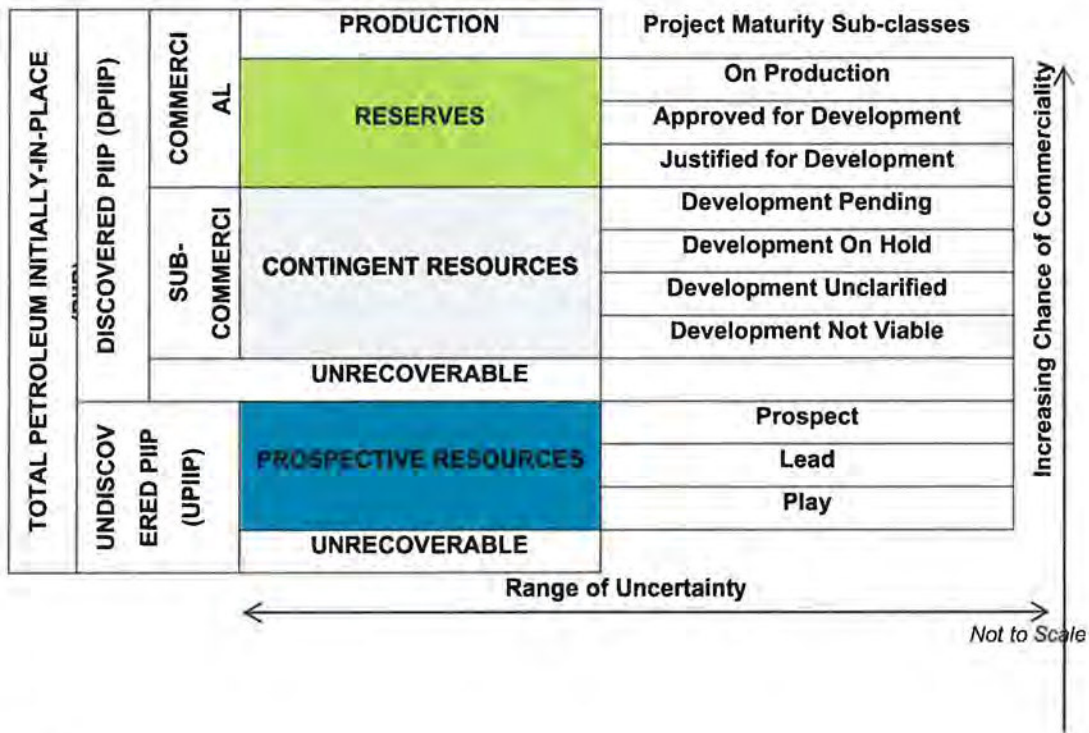 PRODUCTION
Project Maturity Sub-classes
TOTAL PETROLEUM INITIALLY-IN-PLACE
DISCOVERED PIIP (DPIIP)
COMMERCI
AL
RESERVES
On Production
Approved for Development
Justified for Development
SUB-
COMMERCI
CONTINGENT RESOURCES
Development Pending
Development On Hold
Development Unclarified
Development Not Viable
UNRECOVERABLE
UNDISCOV
ERED PIIP
(UPIIP)
PROSPECTIVE RESOURCES
Prospect
Lead
Play
UNRECOVERABLE
Increasing Chance of Commerciality
Range of Uncertainty
Not to Scale